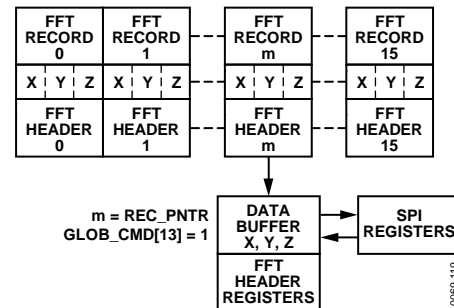 FFT RECORD 0
FFT RECORD 1
FFT RECORD m
FFT RECORD 15
X Y Z X Y Z X Y Z X Y Z
FFT HEADER 0
FFT HEADER 1
FFT HEADER m
FFT HEADER 15
m = REC_PNTR
GLOB_CMD[13] = 1
DATA
BUFFER
X, Y, Z
SPI
REGISTERS
FFT
HEADER
REGISTERS